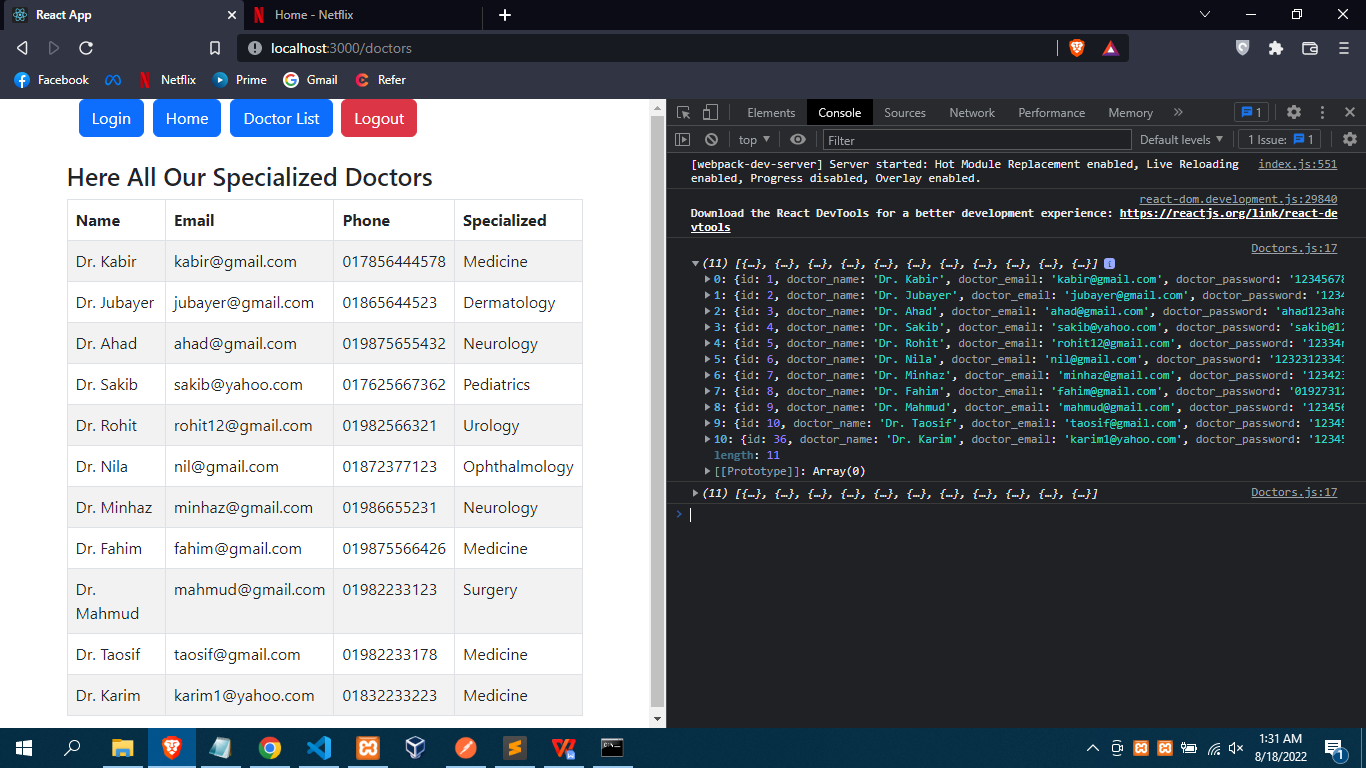 React App
Home - Netflix
localhost:3000/doctors
Facebook Netflix Prime Gmail Refer
Login Home Doctor List Logout
Here All Our Specialized Doctors
Name Email Phone Specialized
Dr. Kabir kabir@gmail.com 017856444578 Medicine
Dr. Jubayer jubayer@gmail.com 01865644523 Dermatology
Dr. Ahad ahad@gmail.com 019875655432 Neurology
Dr. Sakib sakib@yahoo.com 017625667362 Pediatrics
Dr. Rohit rohit12@gmail.com 01982566321 Urology
Dr. Nila nil@gmail.com 01872377123 Ophthalmology
Dr. Minhaz minhaz@gmail.com 01986655231 Neurology
Dr. Fahim fahim@gmail.com 019875566426 Medicine
Dr. mahmud@gmail.com 01982233123 Surgery
Mahmud
Dr. Taosif taosif@gmail.com 01982233178 Medicine
Dr. Karim karim1@yahoo.com 01832233223 Medicine
Elements Console Sources Network Performance Memory » 1
top Filter Default levels 1 Issue: 1
[webpack-dev-server] Server started: Hot Module Replacement enabled, Live Reloading index.js:551
enabled, Progress disabled, Overlay enabled.
react-dom.development.js:29840
Download the React DevTools for a better development experience: https://reactjs.org/link/react-de
vtools
Doctors.js:17
(11) [{…}, {…}, {…}, {…}, {…}, {…}, {…}, {…}, {…}, {…}, {…}] i
0: {id: 1, doctor_name: 'Dr. Kabir', doctor_email: 'kabir@gmail.com', doctor_password: '12345678
1: {id: 2, doctor_name: 'Dr. Jubayer', doctor_email: 'jubayer@gmail.com', doctor_password: '1234
2: {id: 3, doctor_name: 'Dr. Ahad', doctor_email: 'ahad@gmail.com', doctor_password: 'ahad123aha
3: {id: 4, doctor_name: 'Dr. Sakib', doctor_email: 'sakib@yahoo.com', doctor_password: 'sakib@12
4: {id: 5, doctor_name: 'Dr. Rohit', doctor_email: 'rohit12@gmail.com', doctor_password: '12334r
5: {id: 6, doctor_name: 'Dr. Nila', doctor_email: 'nil@gmail.com', doctor_password: '12323123341
6: {id: 7, doctor_name: 'Dr. Minhaz', doctor_email: 'minhaz@gmail.com', doctor_password: '123423
7: {id: 8, doctor_name: 'Dr. Fahim', doctor_email: 'fahim@gmail.com', doctor_password: '01927312
8: {id: 9, doctor_name: 'Dr. Mahmud', doctor_email: 'mahmud@gmail.com', doctor_password: '123456
9: {id: 10, doctor_name: 'Dr. Taosif', doctor_email: 'taosif@gmail.com', doctor_password: '12345
10: {id: 36, doctor_name: 'Dr. Karim', doctor_email: 'karim1@yahoo.com', doctor_password: '12345
length: 11
[[Prototype]]: Array(0)
(11) [{…}, {…}, {…}, {…}, {…}, {…}, {…}, {…}, {…}, {…}, {…}] Doctors.js:17
1:31 AM
8/18/2022
1